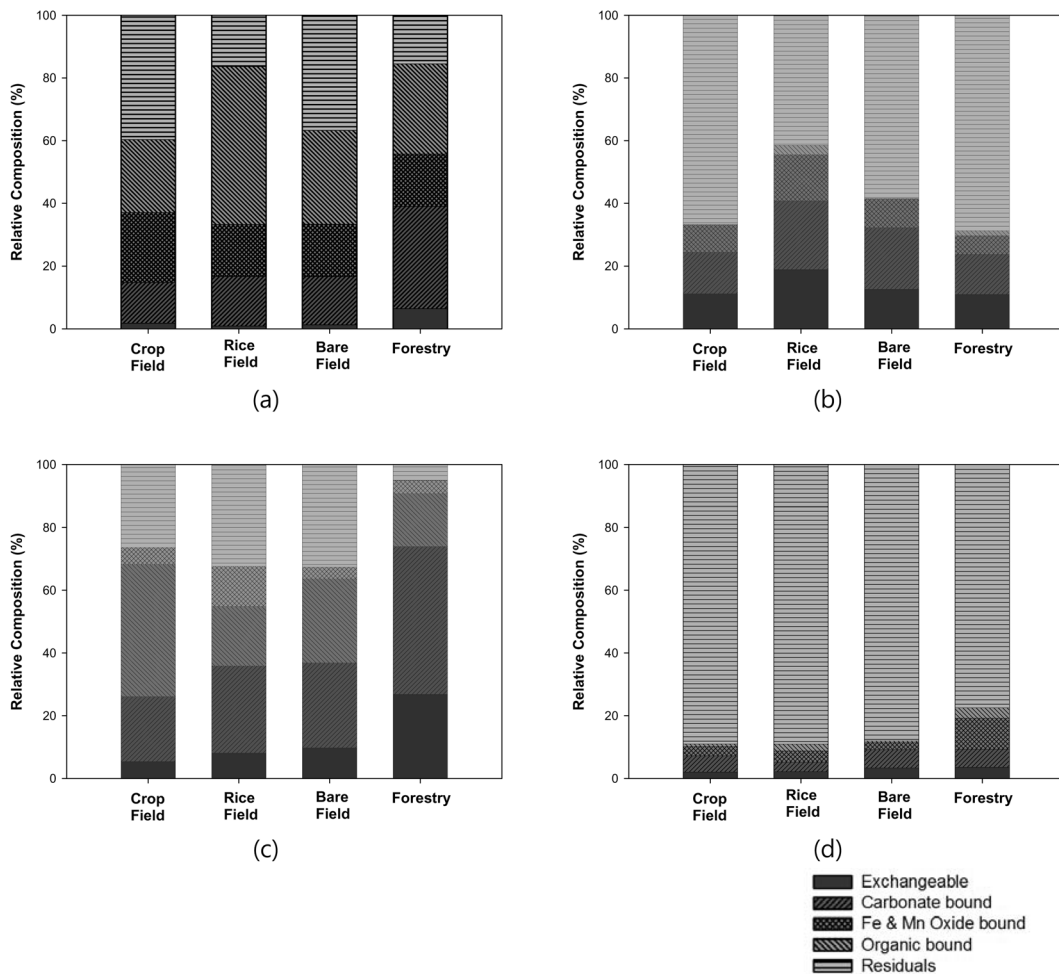 Relative Composition (%)
100
80
60
40
20
0
Crop
Field
Rice
Field
Bare
Field
Forestry
(a)
Relative Composition (%)
100
80
60
40
20
0
Crop
Field
Rice
Field
Bare
Field
Forestry
(b)
Relative Composition (%)
100
80
60
40
20
0
Crop
Field
Rice
Field
Bare
Field
Forestry
(c)
Relative Composition (%)
100
80
60
40
20
0
Crop
Field
Rice
Field
Bare
Field
Forestry
(d)
Exchangeable
Carbonate bound
Fe & Mn Oxide bound
Organic bound
Residuals